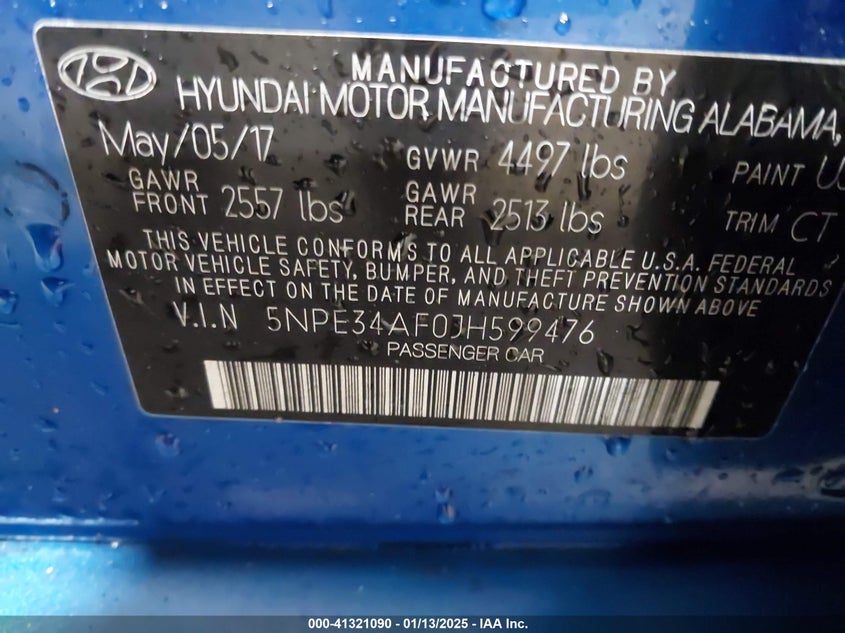 MANUFACTURED BY
HYUNDAI MOTOR MANUFACTURING ALABAMA,
May/05/17 GVWR 4497 lbs PAINT
GAWR FRONT 2557 lbs GAWR REAR 2513 lbs TRIM CT
THIS VEHICLE CONFORMS TO ALL APPLICABLE U.S.A. FEDERAL
MOTOR VEHICLE SAFETY, BUMPER, AND THEFT PREVENTION STANDARDS
IN EFFECT ON THE DATE OF MANUFACTURE SHOWN ABOVE
V.I.N 5NPE34AF0JH599476
PASSENGER CAR
000-41321090 - 01/13/2025 - IAA Inc.